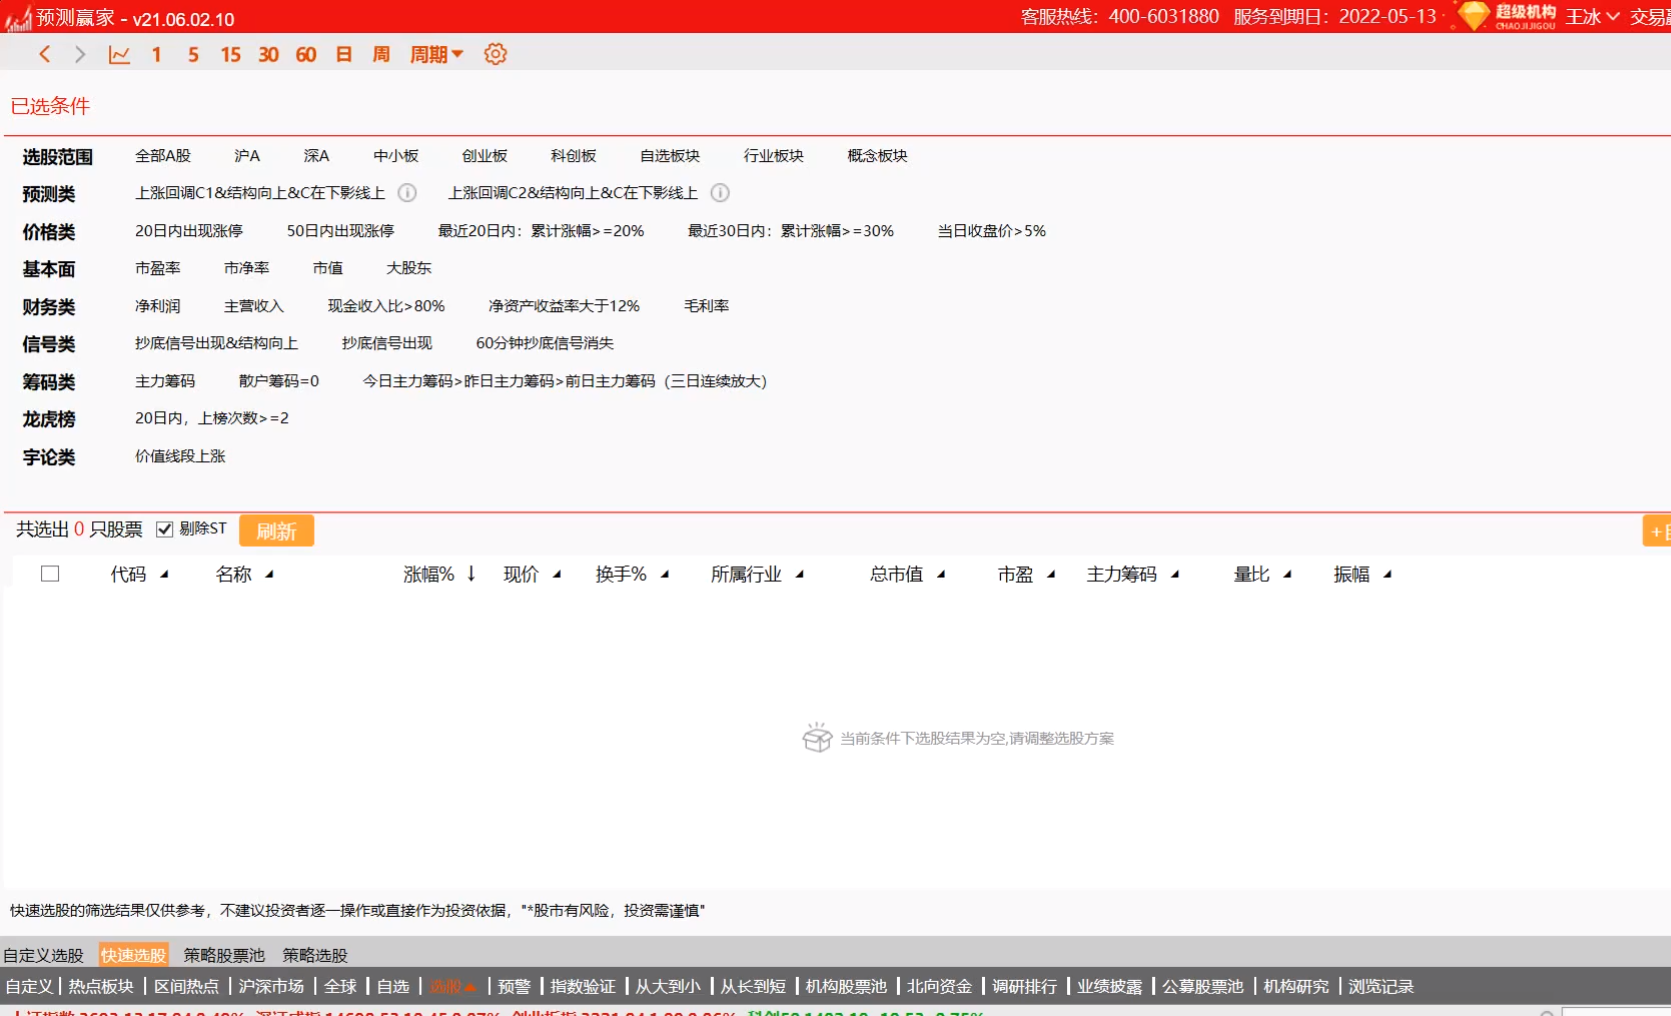 预测赢家 - v21.06.02.10 客服热线：400-6031880 服务到期日：2022-05-13 超级机构 CHAOJIJIGOU 王冰 交易
1 5 15 30 60 日 周 周期
已选条件
选股范围 全部A股 沪A 深A 中小板 创业板 科创板 自选板块 行业板块 概念板块
预测类 上涨回调C1&结构向上&C在下影线上 上涨回调C2&结构向上&C在下影线上
价格类 20日内出现涨停 50日内出现涨停 最近20日内：累计涨幅>=20% 最近30日内：累计涨幅>=30% 当日收盘价>5%
基本面 市盈率 市净率 市值 大股东
财务类 净利润 主营收入 现金收入比>80% 净资产收益率大于12% 毛利率
信号类 抄底信号出现&结构向上 抄底信号出现 60分钟抄底信号消失
筹码类 主力筹码 散户筹码=0 今日主力筹码>昨日主力筹码>前日主力筹码（三日连续放大）
龙虎榜 20日内，上榜次数>=2
宇论类 价值线段上涨
共选出 0 只股票 剔除ST 刷新
代码 名称 涨幅% ↓ 现价 换手% 所属行业 总市值 市盈 主力筹码 量比 振幅
当前条件下选股结果为空,请调整选股方案
快速选股的筛选结果仅供参考，不建议投资者逐一操作或直接作为投资依据，"*股市有风险，投资需谨慎"
自定义选股 快速选股 策略股票池 策略选股
自定义 热点板块 区间热点 沪深市场 全球 自选 选股 预警 指数验证 从大到小 从长到短 机构股票池 北向资金 调研排行 业绩披露 公募股票池 机构研究 浏览记录